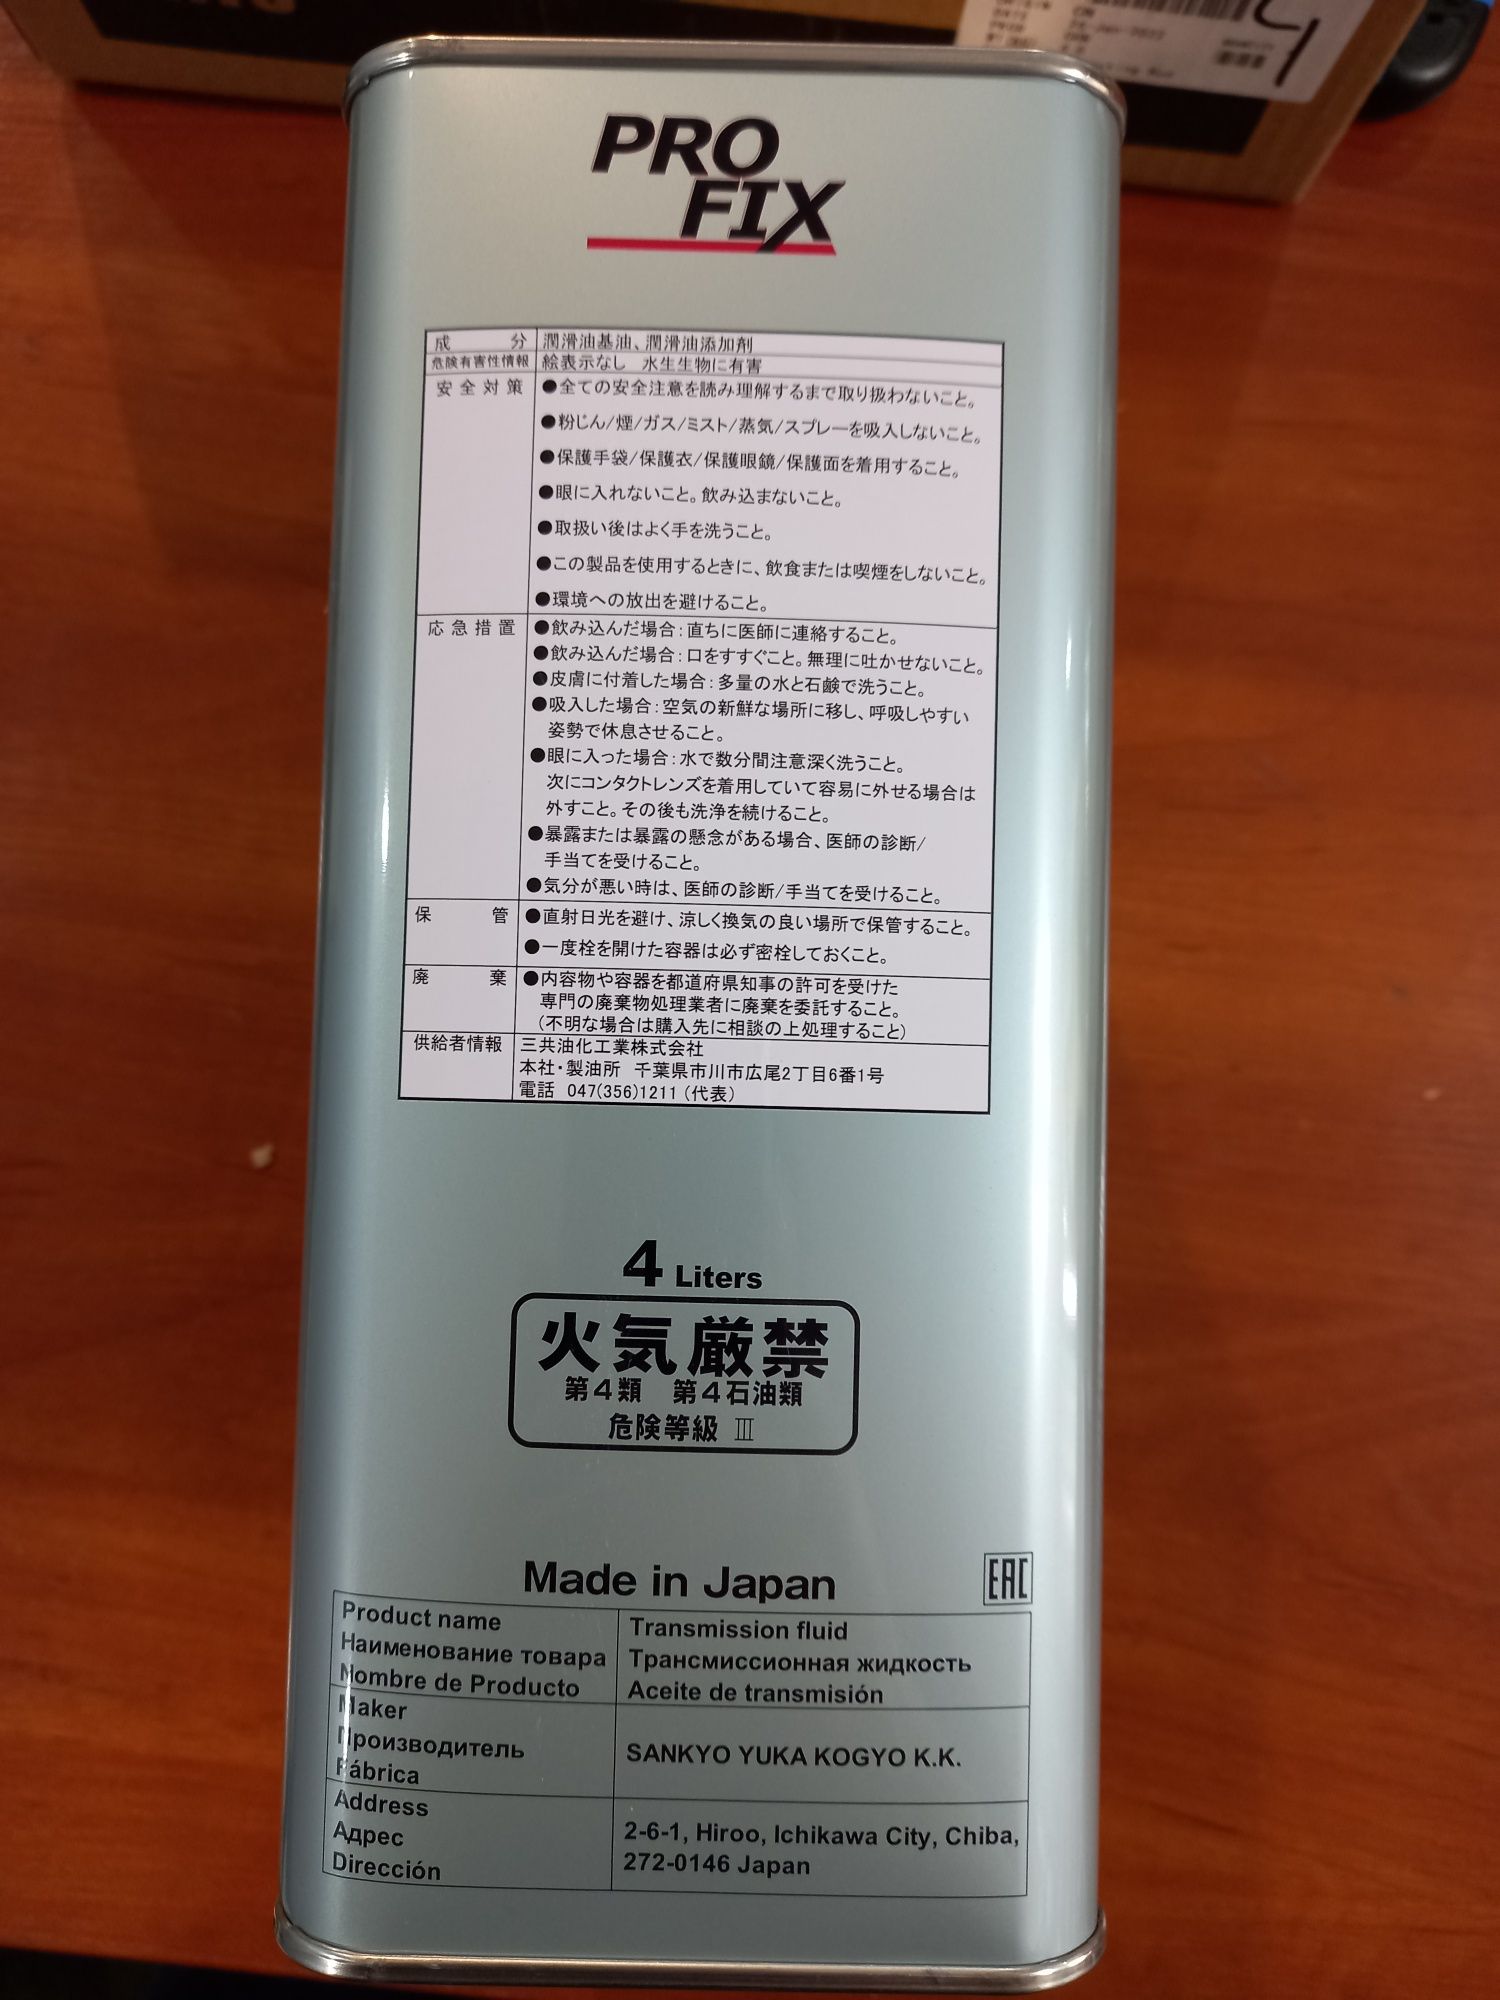 PRO
FIX
成 分 潤滑油基油、潤滑油添加剤
危険有害性情報 絵表示なし 水生生物に有害
安全対策 ●全ての安全注意を読み理解するまで取り扱わないこと。
●粉じん/煙/ガス/ミスト/蒸気/スプレーを吸入しないこと。
●保護手袋/保護衣/保護眼鏡/保護面を着用すること。
●眼に入れないこと。飲み込まないこと。
●取扱い後はよく手を洗うこと。
●この製品を使用するときに、飲食または喫煙をしないこと。
●環境への放出を避けること。
応急措置 ●飲み込んだ場合：直ちに医師に連絡すること。
●飲み込んだ場合：口をすすぐこと。無理に吐かせないこと。
●皮膚に付着した場合：多量の水と石鹸で洗うこと。
●吸入した場合：空気の新鮮な場所に移し、呼吸しやすい
姿勢で休息させること。
●眼に入った場合：水で数分間注意深く洗うこと。
次にコンタクトレンズを着用していて容易に外せる場合は
外すこと。その後も洗浄を続けること。
●暴露または暴露の懸念がある場合、医師の診断/
手当てを受けること。
●気分が悪い時は、医師の診断/手当てを受けること。
保 管 ●直射日光を避け、涼しく換気の良い場所で保管すること。
●一度栓を開けた容器は必ず密栓しておくこと。
廃 棄 ●内容物や容器を都道府県知事の許可を受けた
専門の廃棄物処理業者に廃棄を委託すること。
(不明な場合は購入先に相談の上処理すること)
供給者情報 三共油化工業株式会社
本社・製油所 千葉県市川市広尾2丁目6番1号
電話 047(356)1211 (代表)
4 Liters
火気厳禁
第4類 第4石油類
危険等級 Ⅲ
Made in Japan
EAC
Product name Transmission fluid
Наименование товара Трансмиссионная жидкость
Nombre de Producto Aceite de transmisión
Maker
Производитель SANKYO YUKA KOGYO K.K.
Fábrica
Address
Адрес 2-6-1, Hiroo, Ichikawa City, Chiba,
Dirección 272-0146 Japan